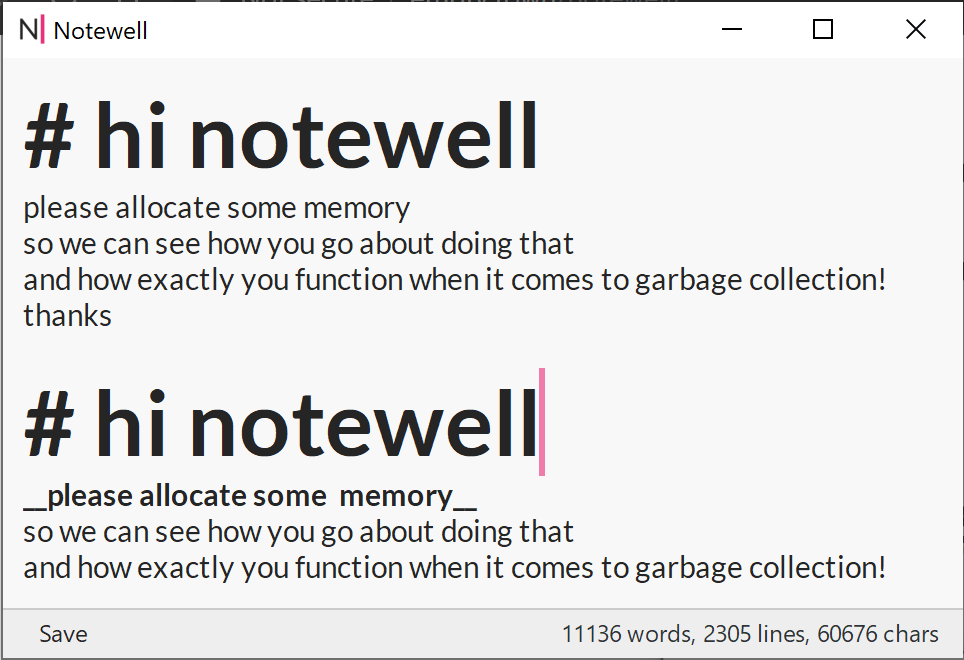 N Notewell
# hi notewell
please allocate some memory
so we can see how you go about doing that
and how exactly you function when it comes to garbage collection!
thanks
# hi notewell
__please allocate some  memory__
so we can see how you go about doing that
and how exactly you function when it comes to garbage collection!
Save 11136 words, 2305 lines, 60676 chars